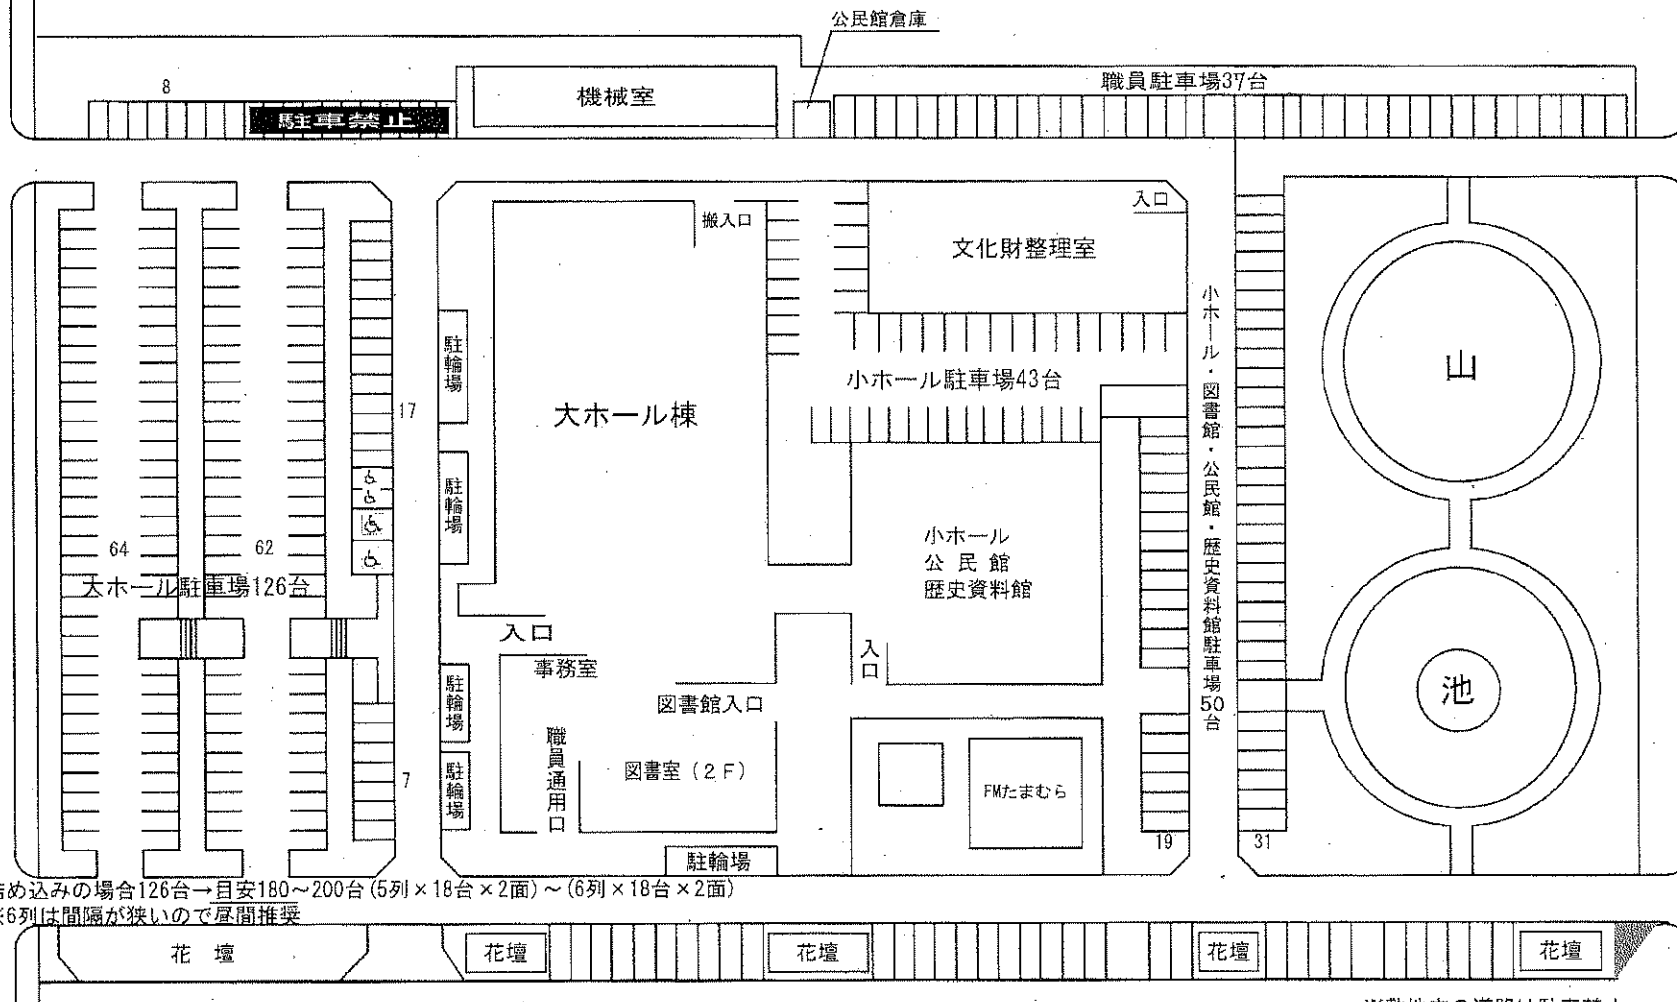 公民館倉庫
8
機械室
職員駐車場37台
駐車禁止
搬入口
入口
文化財整理室
駐輪場
小ホール・図書館・公民館・歴史資料館駐車場50台
山
小ホール駐車場43台
17
大ホール棟
駐輪場
小ホール
公民館
歴史資料館
64
62
大ホール駐車場126台
入口
事務室
入口
駐輪場
図書館入口
池
職員通用口
図書室(2F)
7
駐輪場
FMたまむら
19
31
駐輪場
詰め込みの場合126台→目安180～200台(5列×18台×2面)～(6列×18台×2面)
※6列は間隔が狭いので昼間推奨
花壇
花壇
花壇
花壇
花壇